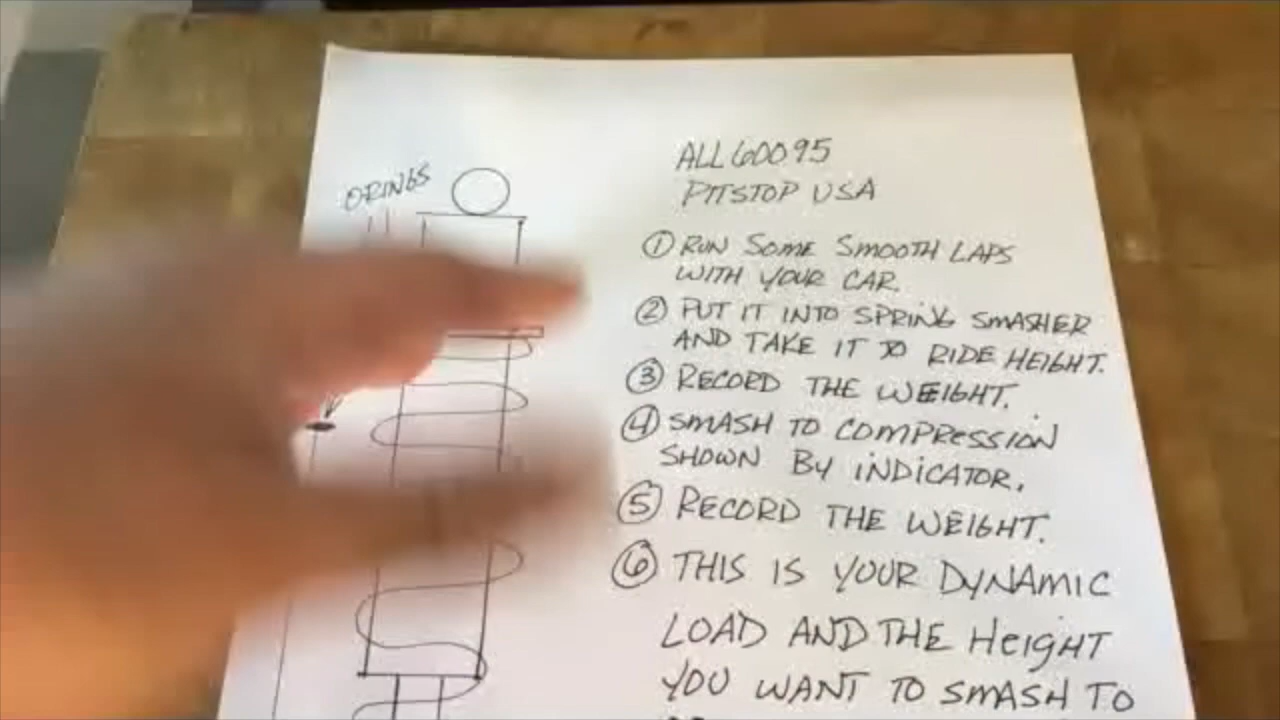 ORINGS
ALL60095
PITSTOP USA
① RUN SOME SMOOTH LAPS
WITH YOUR CAR.
② PUT IT INTO SPRING SMASHER
AND TAKE IT TO RIDE HEIGHT.
③ RECORD THE WEIGHT.
④ SMASH TO COMPRESSION
SHOWN BY INDICATOR.
⑤ RECORD THE WEIGHT.
⑥ THIS IS YOUR DYNAMIC
LOAD AND THE HEIGHT
YOU WANT TO SMASH TO